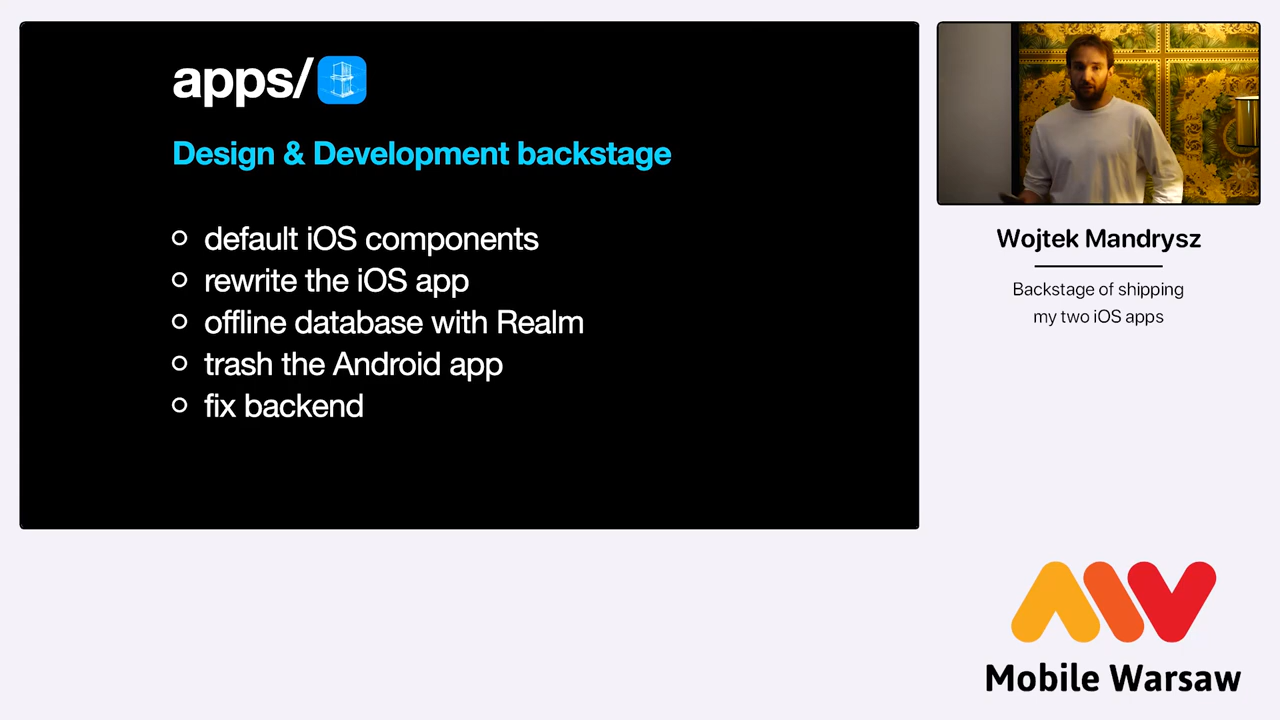 apps/
Design & Development backstage
default iOS components
rewrite the iOS app
offline database with Realm
trash the Android app
fix backend
Wojtek Mandrysz
Backstage of shipping
my two iOS apps
Mobile Warsaw